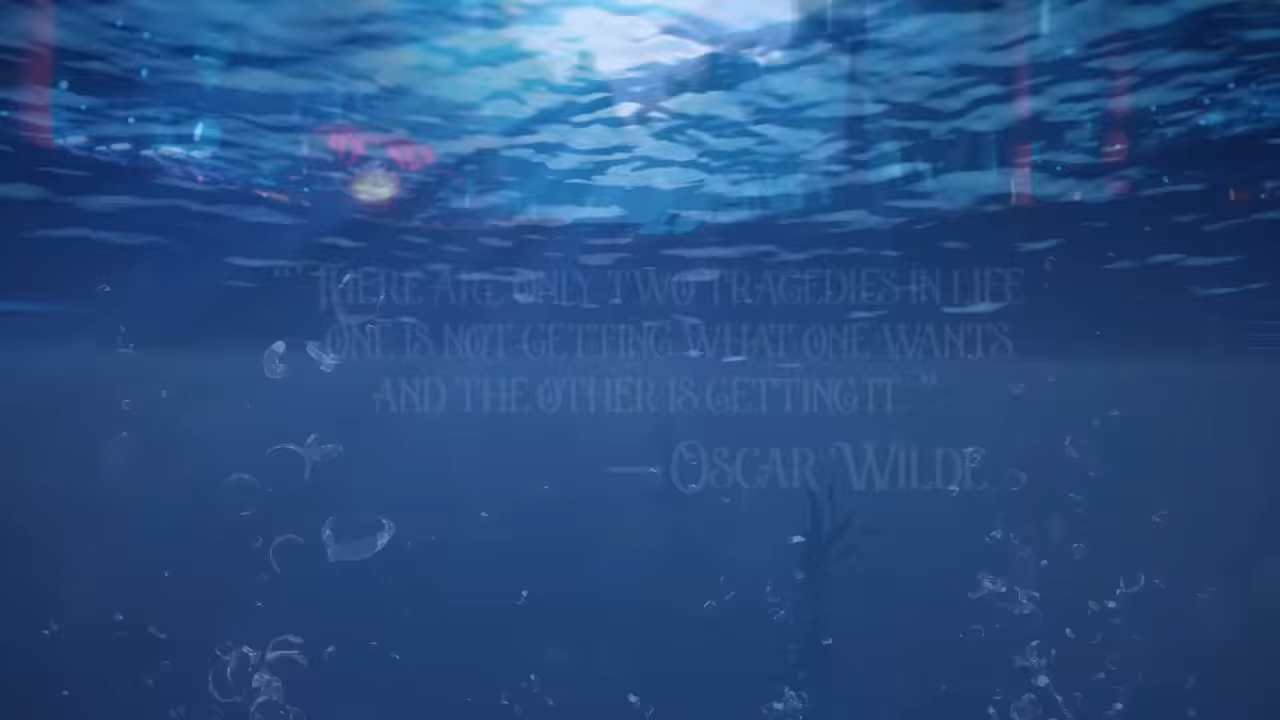 "THERE ARE ONLY TWO TRAGEDIES IN LIFE
ONE IS NOT GETTING WHAT ONE WANTS
AND THE OTHER IS GETTING IT "
— OSCAR WILDE